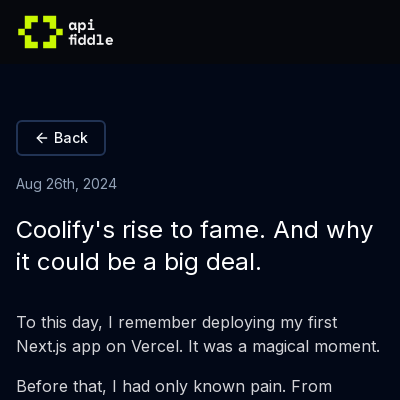 api
fiddle
← Back
Aug 26th, 2024
Coolify's rise to fame. And why
it could be a big deal.
To this day, I remember deploying my first
Next.js app on Vercel. It was a magical moment.
Before that, I had only known pain. From